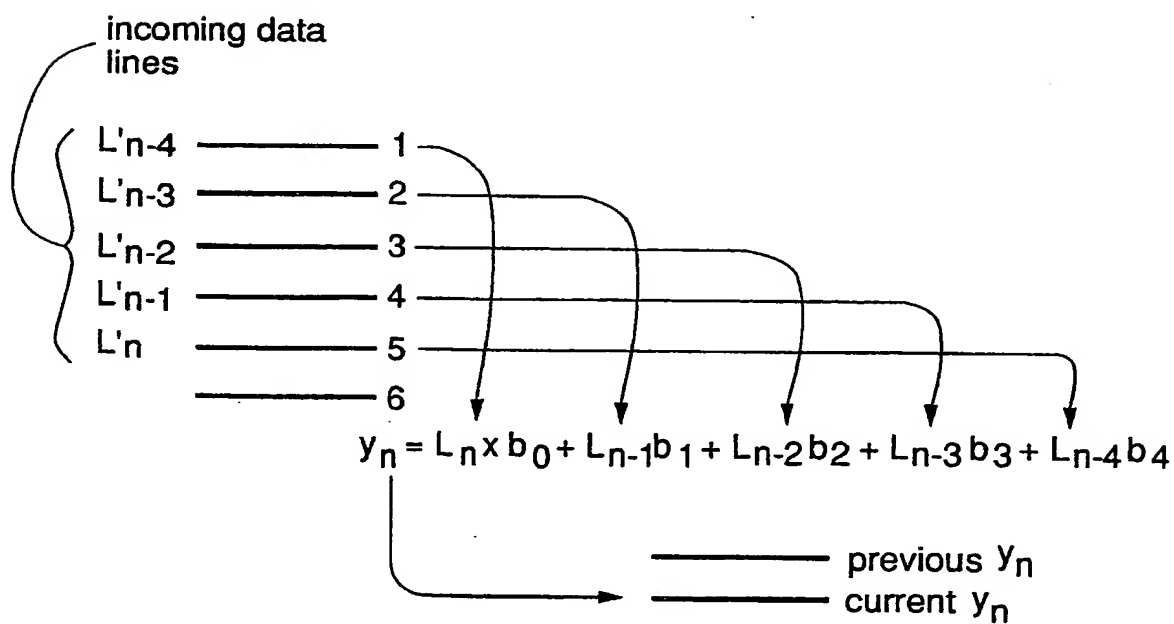 incoming data
lines
L'n-4 1
L'n-3 2
L'n-2 3
L'n-1 4
L'n 5
6
yn = Ln x b0 + Ln-1b1 + Ln-2b2 + Ln-3b3 + Ln-4b4
previous yn
current yn